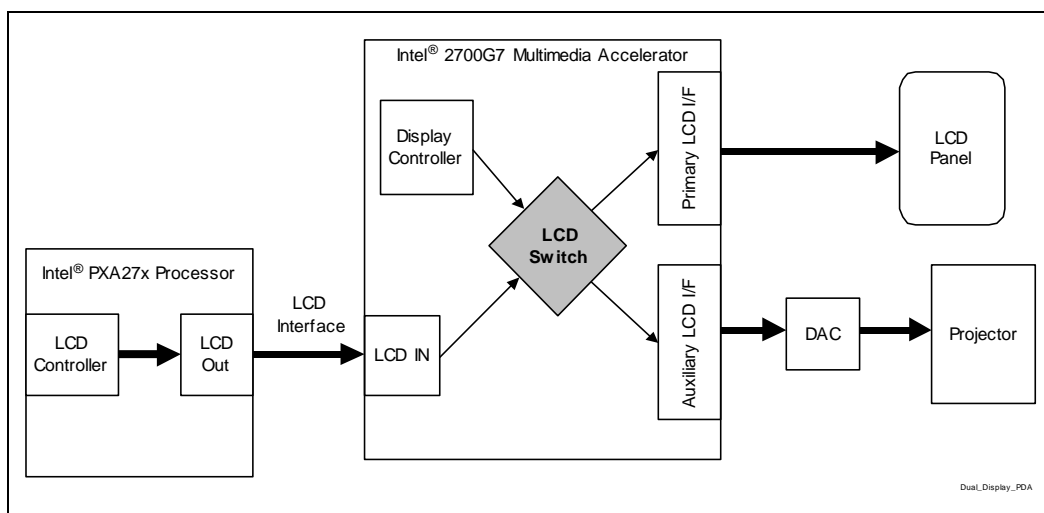 Intel® 2700G7 Multimedia Accelerator
Display
Controller
LCD
Switch
Primary LCD I/F
LCD
Panel
Intel® PXA27x Processor
LCD
Controller
LCD
Out
LCD
Interface
LCD IN
Auxiliary LCD I/F
DAC
Projector
Dual_Display_PDA